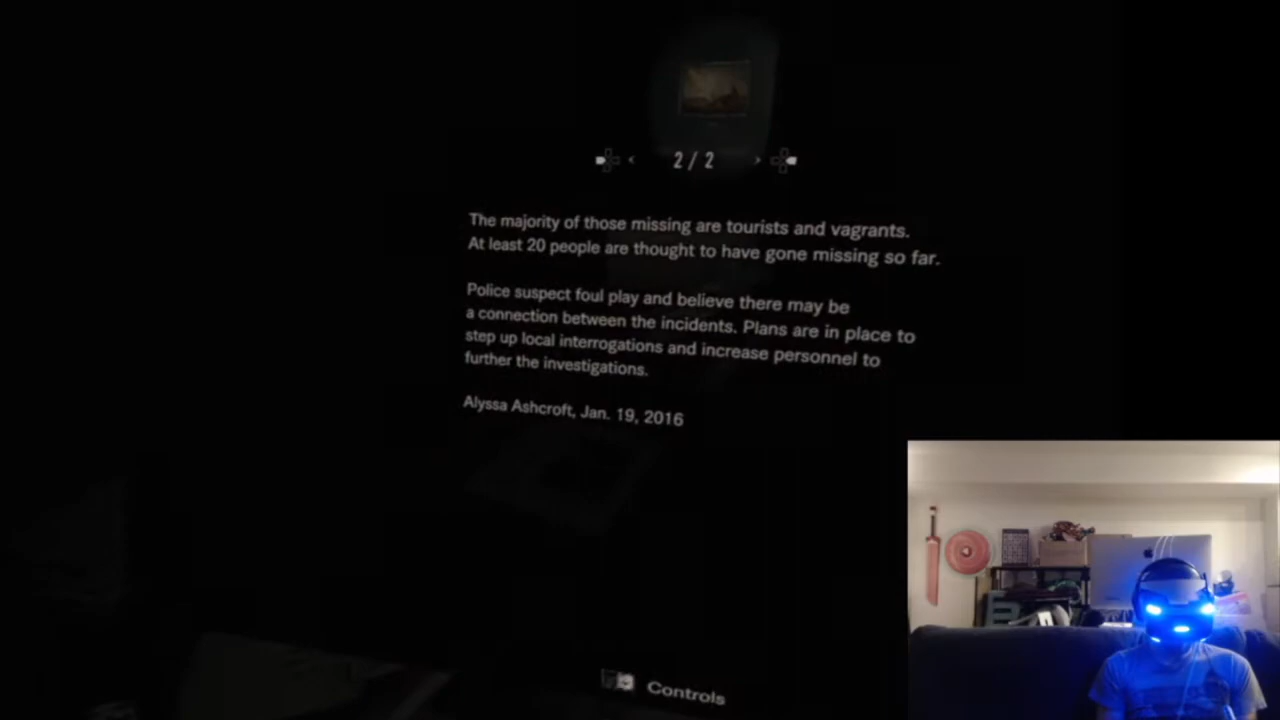 2 / 2
The majority of those missing are tourists and vagrants.
At least 20 people are thought to have gone missing so far.
Police suspect foul play and believe there may be
a connection between the incidents. Plans are in place to
step up local interrogations and increase personnel to
further the investigations.
Alyssa Ashcroft, Jan. 19, 2016
Controls